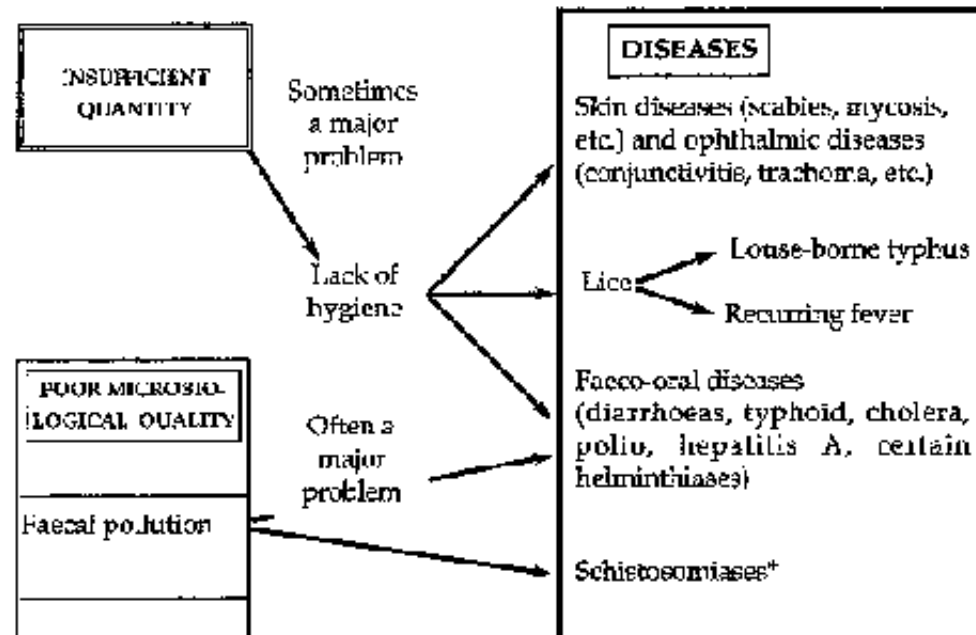 INSUFFICIENT
QUANTITY
Sometimes
a major
problem
Lack of
hygiene
POOR MICROBIO-
LOGICAL QUALITY
Often a
major
problem
Faecal pollution
DISEASES
Skin diseases (scabies, mycosis,
etc.) and ophthalmic diseases
(conjunctivitis, trachoma, etc.)
Lice
Louse-borne typhus
Recurring fever
Faeco-oral diseases
(diarrhoeas, typhoid, cholera,
polio, hepatitis A, certain
helminthiases)
Schistosomiases*